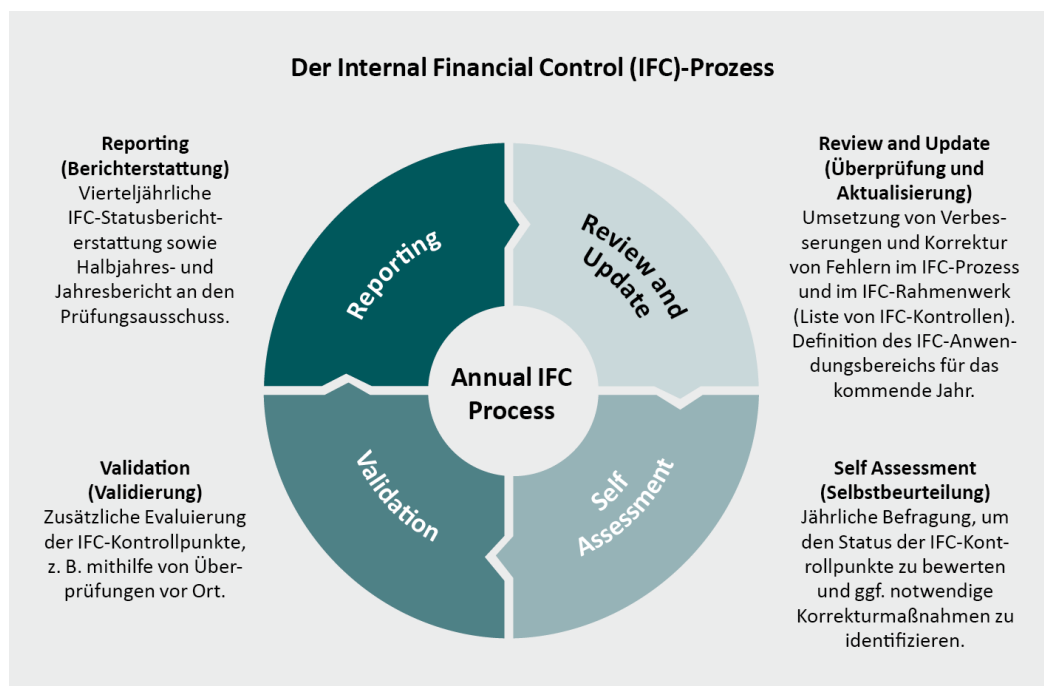 Der Internal Financial Control (IFC)-Prozess
Reporting
(Berichterstattung)
Vierteljährliche
IFC-Statusbericht-
erstattung sowie
Halbjahres- und
Jahresbericht an den
Prüfungsausschuss.
Reporting
Review and
Update
Review and Update
(Überprüfung und
Aktualisierung)
Umsetzung von Verbes-
serungen und Korrektur
von Fehlern im IFC-Prozess
und im IFC-Rahmenwerk
(Liste von IFC-Kontrollen).
Definition des IFC-Anwen-
dungsbereichs für das
kommende Jahr.
Annual IFC
Process
Validation
(Validierung)
Zusätzliche Evaluierung
der IFC-Kontrollpunkte,
z. B. mithilfe von Über-
prüfungen vor Ort.
Validation
Self
Assessment
Self Assessment
(Selbstbeurteilung)
Jährliche Befragung, um
den Status der IFC-Kont-
rollpunkte zu bewerten
und ggf. notwendige
Korrekturmaßnahmen zu
identifizieren.